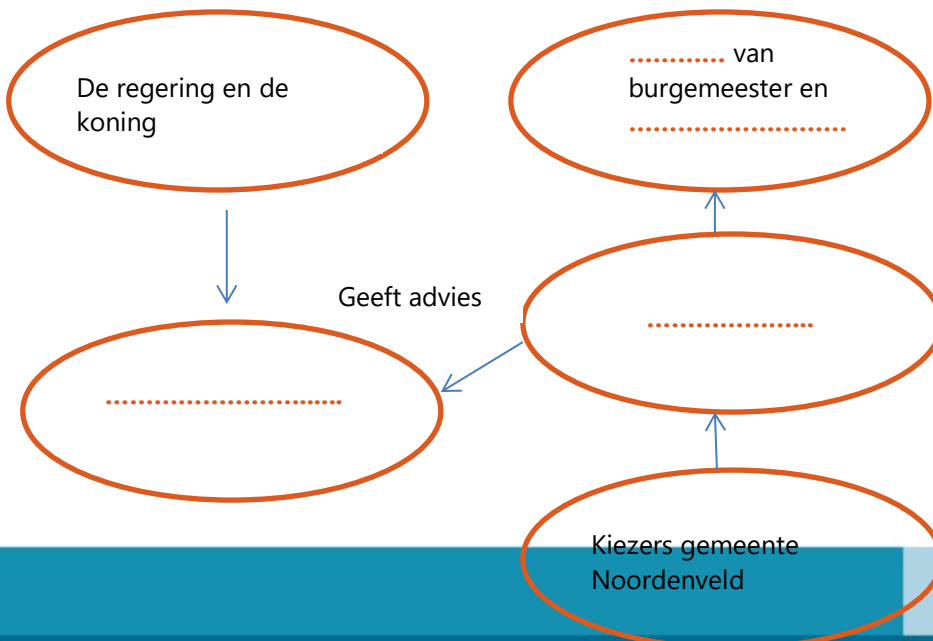 De regering en de
koning
............ van
burgemeester en
...........................
Geeft advies
....................
.............................
Kiezers gemeente
Noordenveld